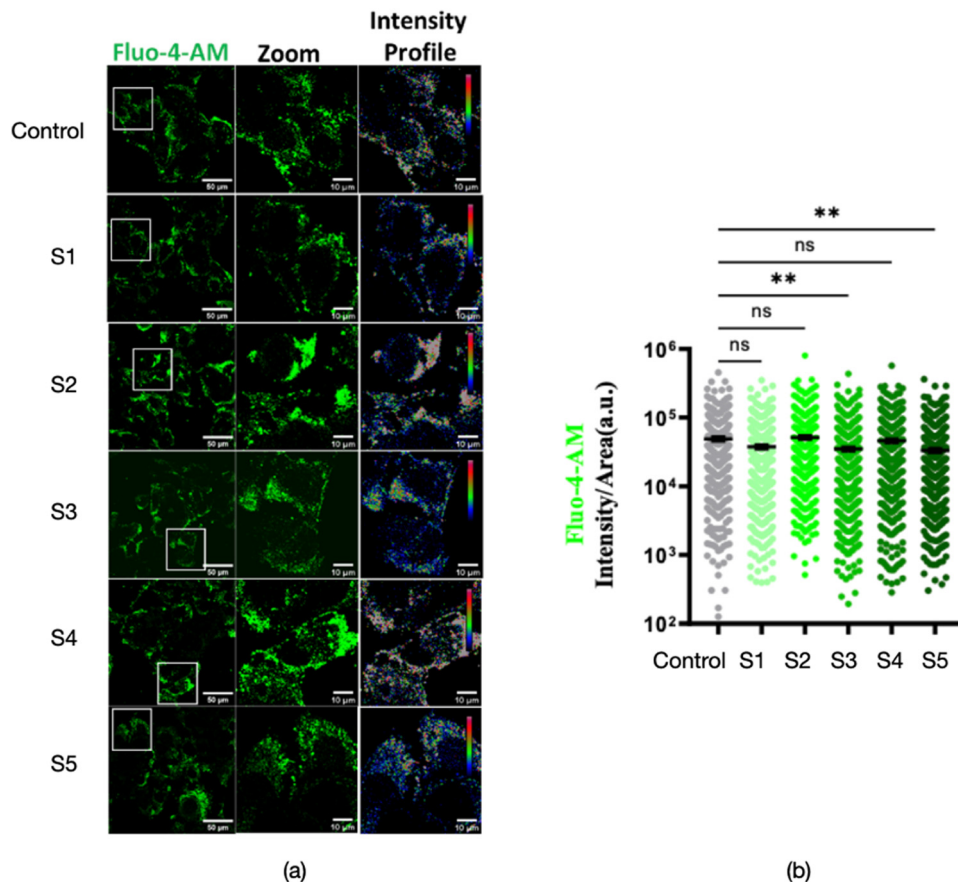 Fluo-4-AM
Zoom
Intensity
Profile
Control
50 µm
10 µm
10 µm
S1
50 µm
10 µm
10 µm
S2
50 µm
10 µm
10 µm
S3
50 µm
10 µm
10 µm
S4
50 µm
10 µm
10 µm
S5
50 µm
10 µm
10 µm
(a)
**
ns
**
ns
ns
Fluo-4-AM
Intensity/Area(a.u.)
10⁶
10⁵
10⁴
10³
10²
Control S1 S2 S3 S4 S5
(b)